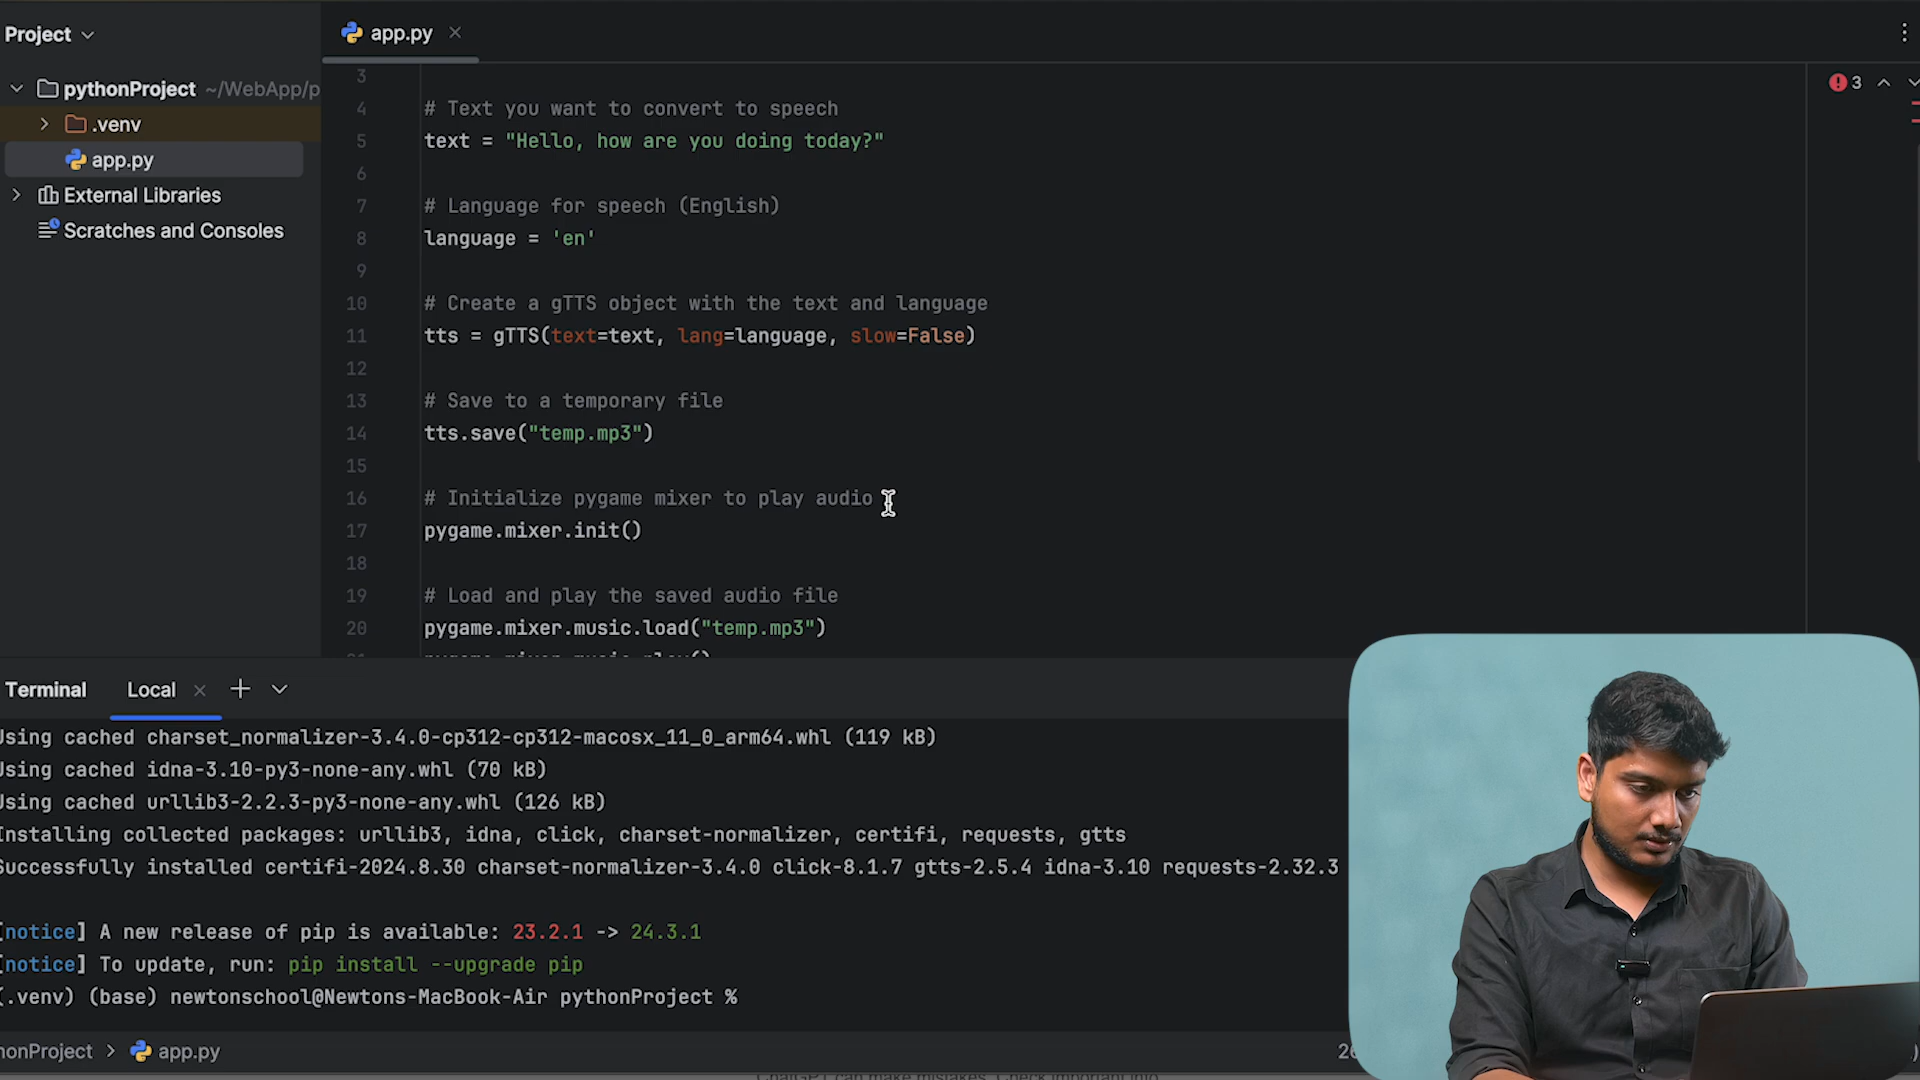 Project
app.py
pythonProject ~/WebApp/p
.venv
app.py
External Libraries
Scratches and Consoles
3
3
4 # Text you want to convert to speech
5 text = "Hello, how are you doing today?"
6
7 # Language for speech (English)
8 language = 'en'
9
10 # Create a gTTS object with the text and language
11 tts = gTTS(text=text, lang=language, slow=False)
12
13 # Save to a temporary file
14 tts.save("temp.mp3")
15
16 # Initialize pygame mixer to play audio
17 pygame.mixer.init()
18
19 # Load and play the saved audio file
20 pygame.mixer.music.load("temp.mp3")
Terminal Local
Using cached charset_normalizer-3.4.0-cp312-cp312-macosx_11_0_arm64.whl (119 kB)
Using cached idna-3.10-py3-none-any.whl (70 kB)
Using cached urllib3-2.2.3-py3-none-any.whl (126 kB)
Installing collected packages: urllib3, idna, click, charset-normalizer, certifi, requests, gtts
Successfully installed certifi-2024.8.30 charset-normalizer-3.4.0 click-8.1.7 gtts-2.5.4 idna-3.10 requests-2.32.3
[notice] A new release of pip is available: 23.2.1 -> 24.3.1
[notice] To update, run: pip install --upgrade pip
(.venv) (base) newtonschool@Newtons-MacBook-Air pythonProject %
honProject > app.py